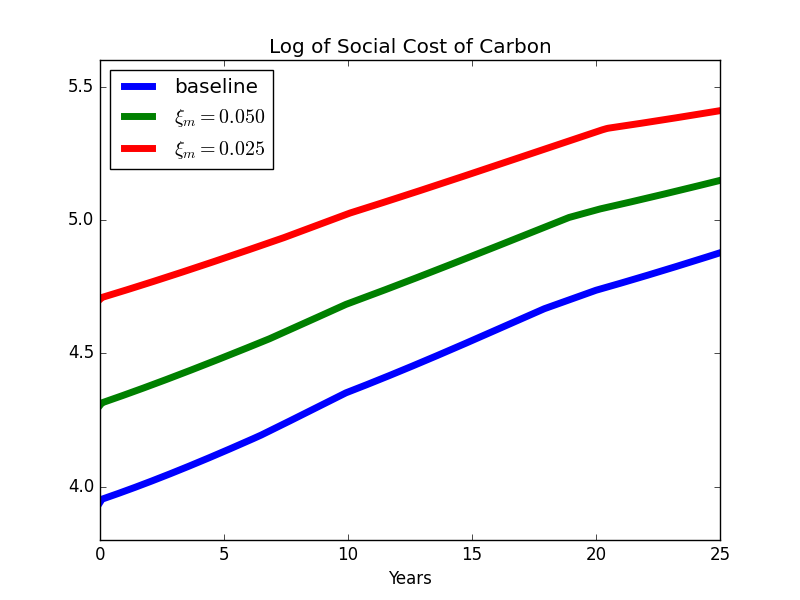 Log of Social Cost of Carbon
baseline
ξₘ = 0.050
ξₘ = 0.025
5.5
5.0
4.5
4.0
0 5 10 15 20 25
Years